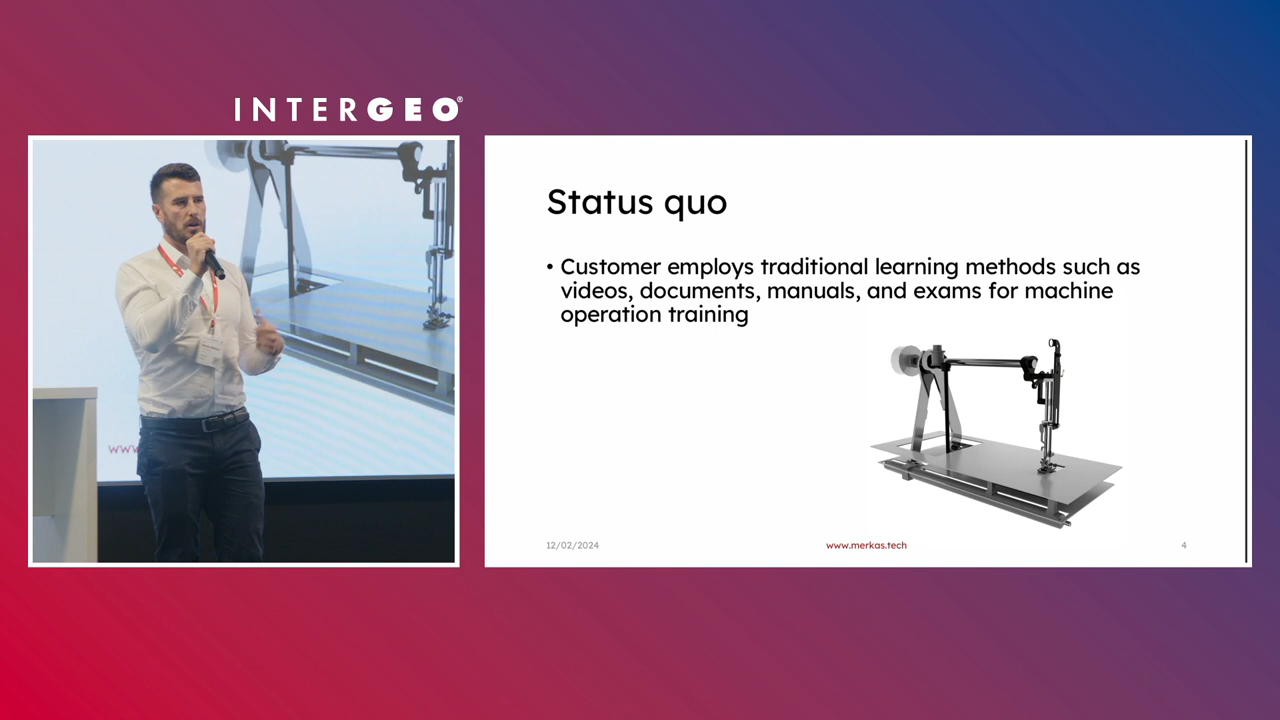 INTERGEO®
Status quo
• Customer employs traditional learning methods such as
videos, documents, manuals, and exams for machine
operation training
www
12/02/2024
www.merkas.tech
4